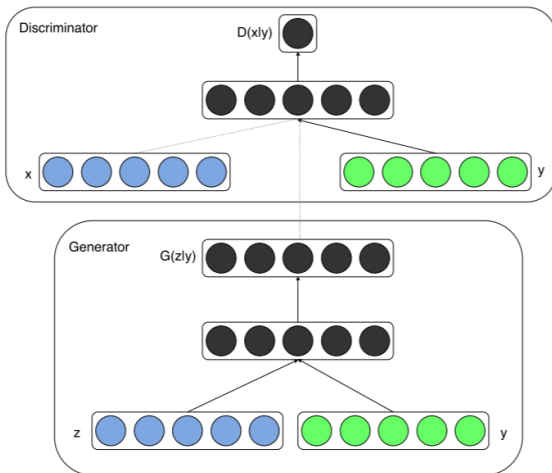 Discriminator
D(x|y)
x
y
Generator
G(z|y)
z
y